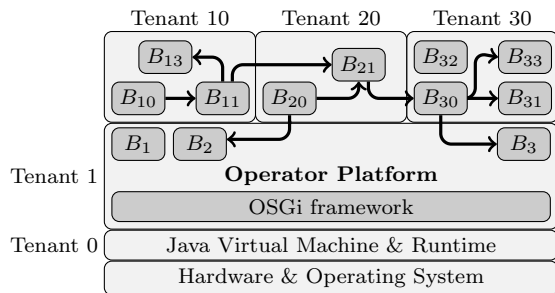 Tenant 10 Tenant 20 Tenant 30
B13 B21 B32 B33
B10 B11 B20 B30 B31
B1 B2 B3
Tenant 1 Operator Platform
OSGi framework
Tenant 0 Java Virtual Machine & Runtime
Hardware & Operating System